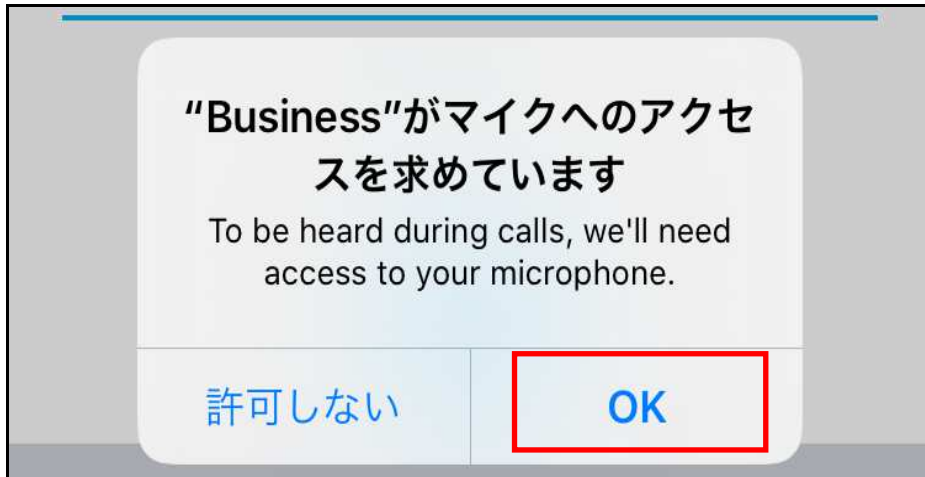 “Business”がマイクへのアクセ
スを求めています
To be heard during calls, we'll need
access to your microphone.
許可しない
OK